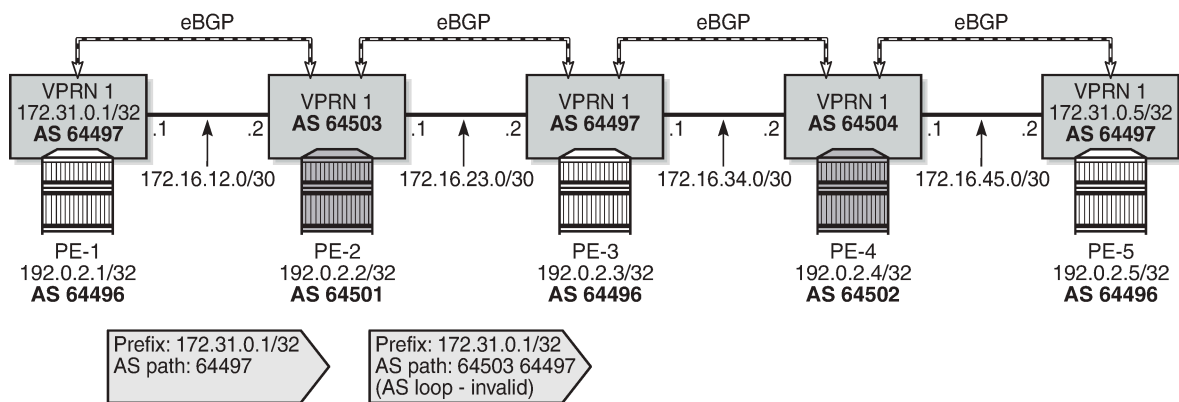 eBGP
eBGP
eBGP
eBGP
VPRN 1
172.31.0.1/32
AS 64497
VPRN 1
AS 64503
VPRN 1
AS 64497
VPRN 1
AS 64504
VPRN 1
172.31.0.5/32
AS 64497
.1
.2
.1
.2
.1
.2
.1
.2
172.16.12.0/30
172.16.23.0/30
172.16.34.0/30
172.16.45.0/30
PE-1
192.0.2.1/32
AS 64496
PE-2
192.0.2.2/32
AS 64501
PE-3
192.0.2.3/32
AS 64496
PE-4
192.0.2.4/32
AS 64502
PE-5
192.0.2.5/32
AS 64496
Prefix: 172.31.0.1/32
AS path: 64497
Prefix: 172.31.0.1/32
AS path: 64503 64497
(AS loop - invalid)